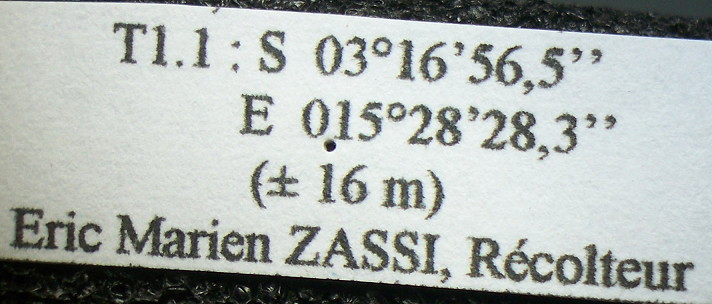 T1.1 : S 03°16’56,5’’
E 015°28’28,3’’
(± 16 m)
Eric Marien ZASSI, Récolteur